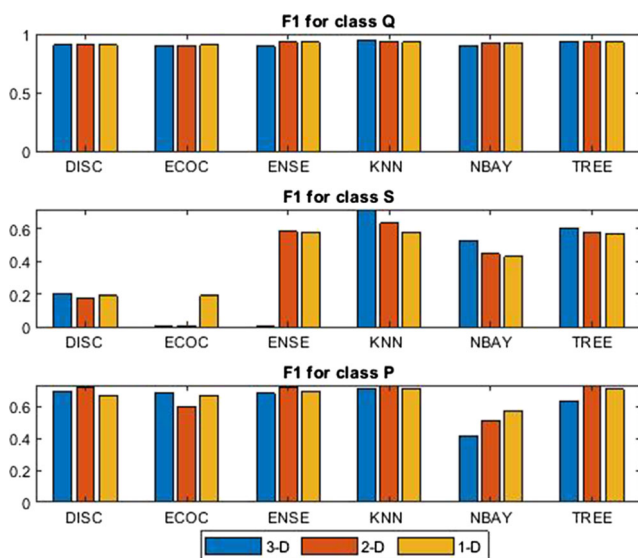 F1 for class Q
1
0.5
0
DISC ECOC ENSE KNN NBAY TREE
F1 for class S
0.6
0.4
0.2
0
DISC ECOC ENSE KNN NBAY TREE
F1 for class P
0.6
0.4
0.2
0
DISC ECOC ENSE KNN NBAY TREE
3-D 2-D 1-D